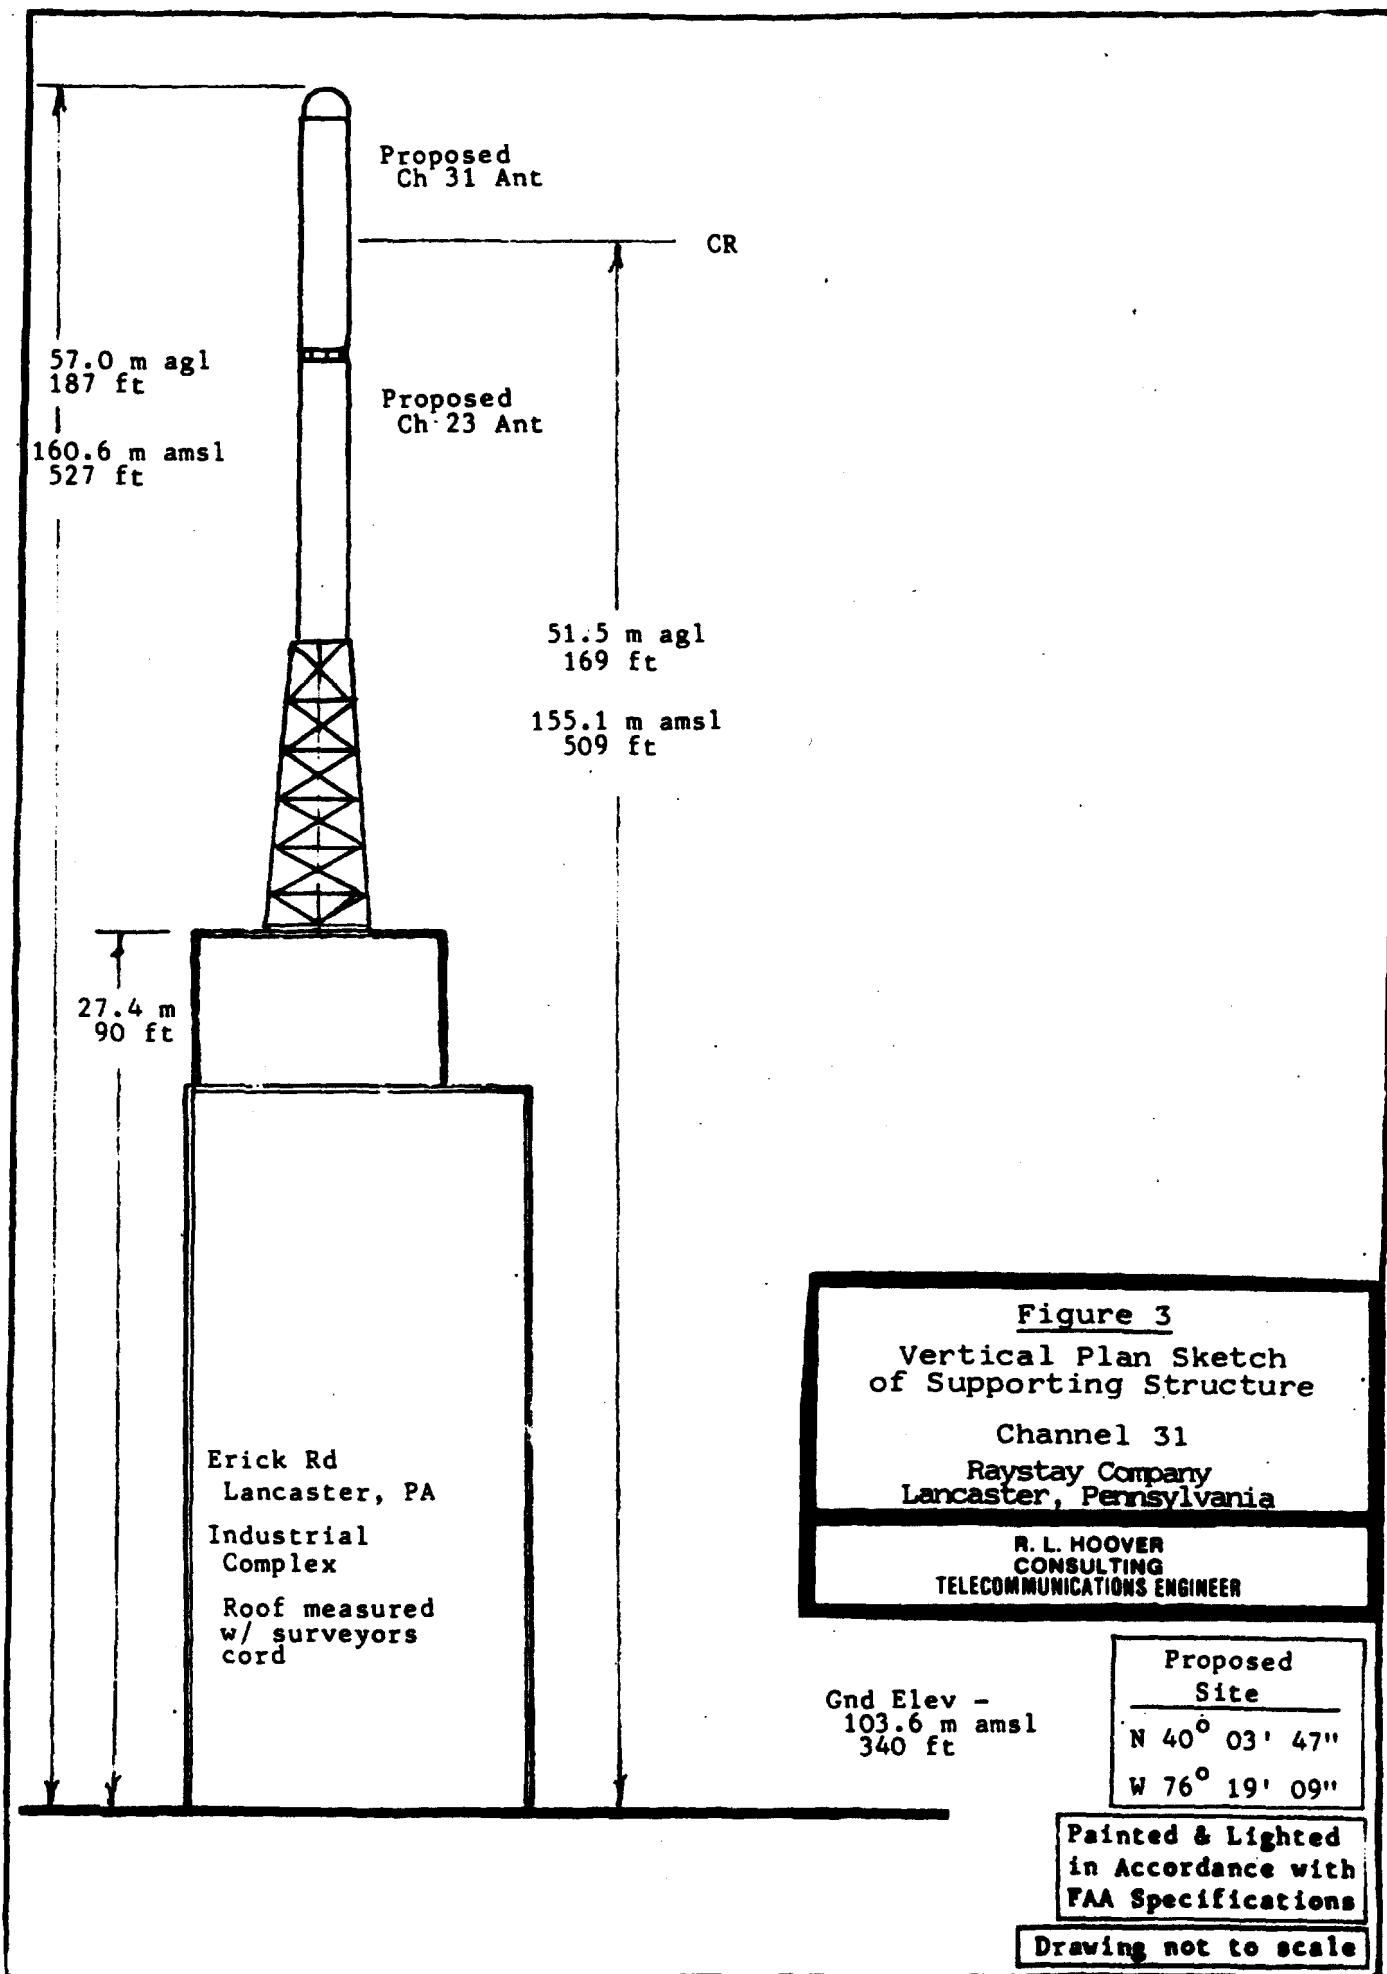 Proposed
Ch 31 Ant
CR
57.0 m agl
187 ft
160.6 m amsl
527 ft
Proposed
Ch 23 Ant
51.5 m agl
169 ft
155.1 m amsl
509 ft
27.4 m
90 ft
Erick Rd
Lancaster, PA
Industrial
Complex
Roof measured
w/ surveyors
cord
Figure 3
Vertical Plan Sketch
of Supporting Structure
Channel 31
Raystay Company
Lancaster, Pennsylvania
R. L. HOOVER
CONSULTING
TELECOMMUNICATIONS ENGINEER
Gnd Elev -
103.6 m amsl
340 ft
Proposed
Site
N 40° 03' 47"
W 76° 19' 09"
Painted & Lighted
in Accordance with
FAA Specifications
Drawing not to scale